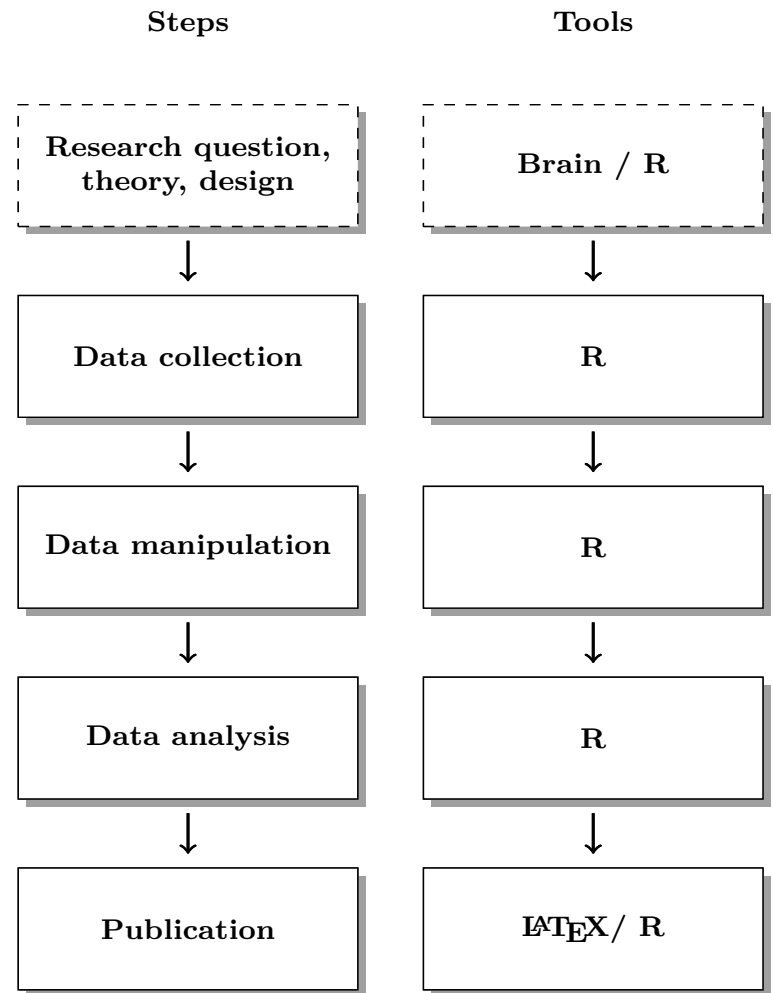 Steps
Tools
Research question,
theory, design
Brain / R
Data collection
R
Data manipulation
R
Data analysis
R
Publication
LATEX/ R